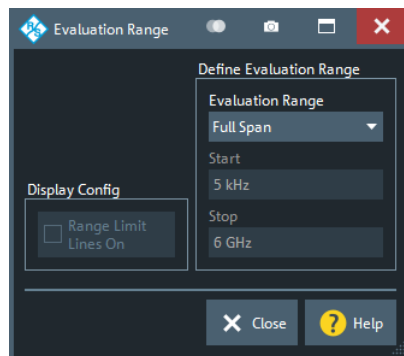 Evaluation Range
Define Evaluation Range
Evaluation Range
Full Span
Start
5 kHz
Stop
6 GHz
Display Config
Range Limit
Lines On
Close
? Help